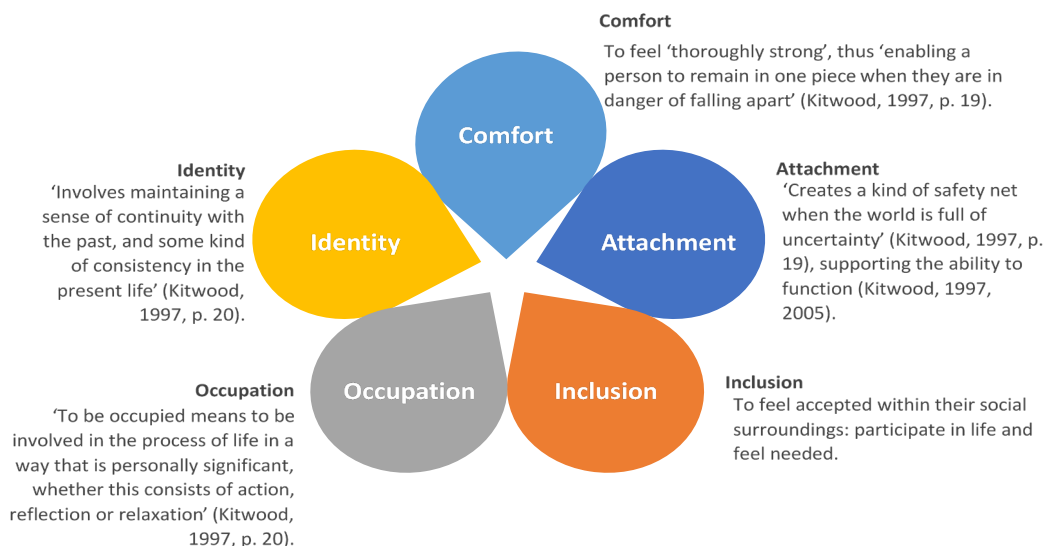 Comfort
To feel ‘thoroughly strong’, thus ‘enabling a
person to remain in one piece when they are in
danger of falling apart’ (Kitwood, 1997, p. 19).
Comfort
Identity
‘Involves maintaining a
sense of continuity with
the past, and some kind
of consistency in the
present life’ (Kitwood,
1997, p. 20).
Identity
Attachment
Attachment
‘Creates a kind of safety net
when the world is full of
uncertainty’ (Kitwood, 1997, p.
19), supporting the ability to
function (Kitwood, 1997,
2005).
Occupation
‘To be occupied means to be
involved in the process of life in a
way that is personally significant,
whether this consists of action,
reflection or relaxation’ (Kitwood,
1997, p. 20).
Occupation
Inclusion
Inclusion
To feel accepted within their social
surroundings: participate in life and
feel needed.